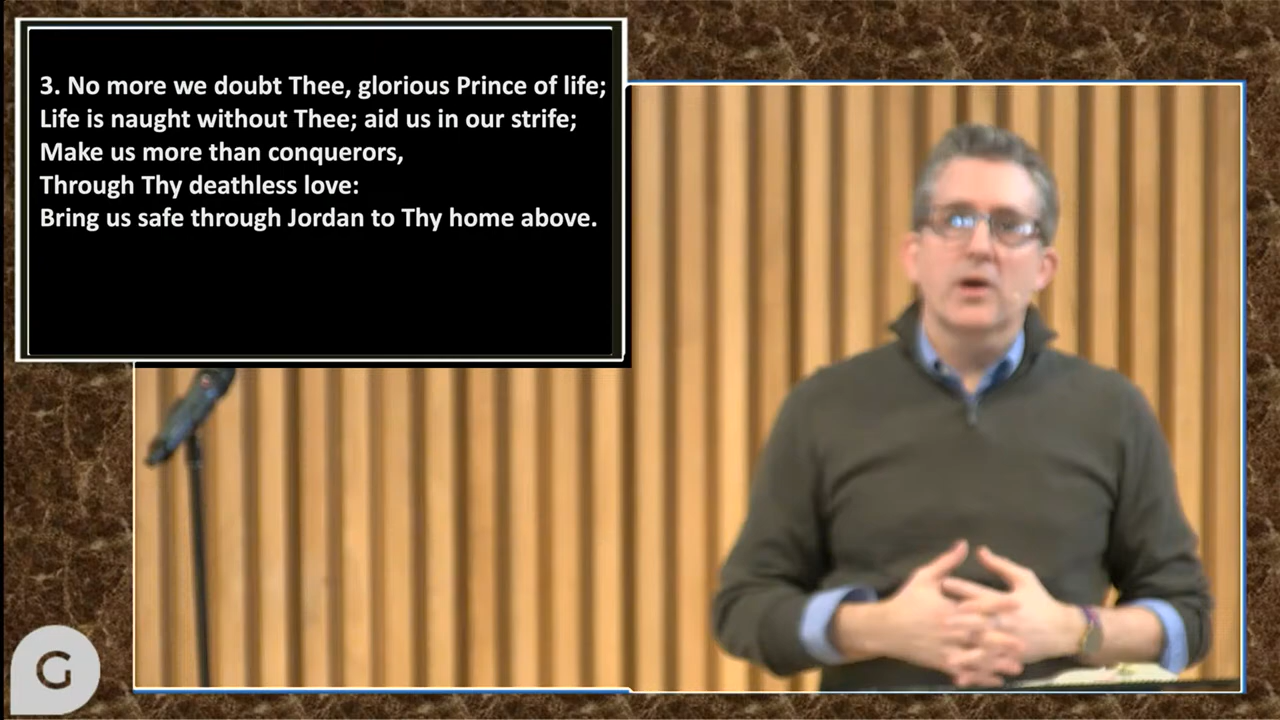 3. No more we doubt Thee, glorious Prince of life;
Life is naught without Thee; aid us in our strife;
Make us more than conquerors,
Through Thy deathless love:
Bring us safe through Jordan to Thy home above.
G